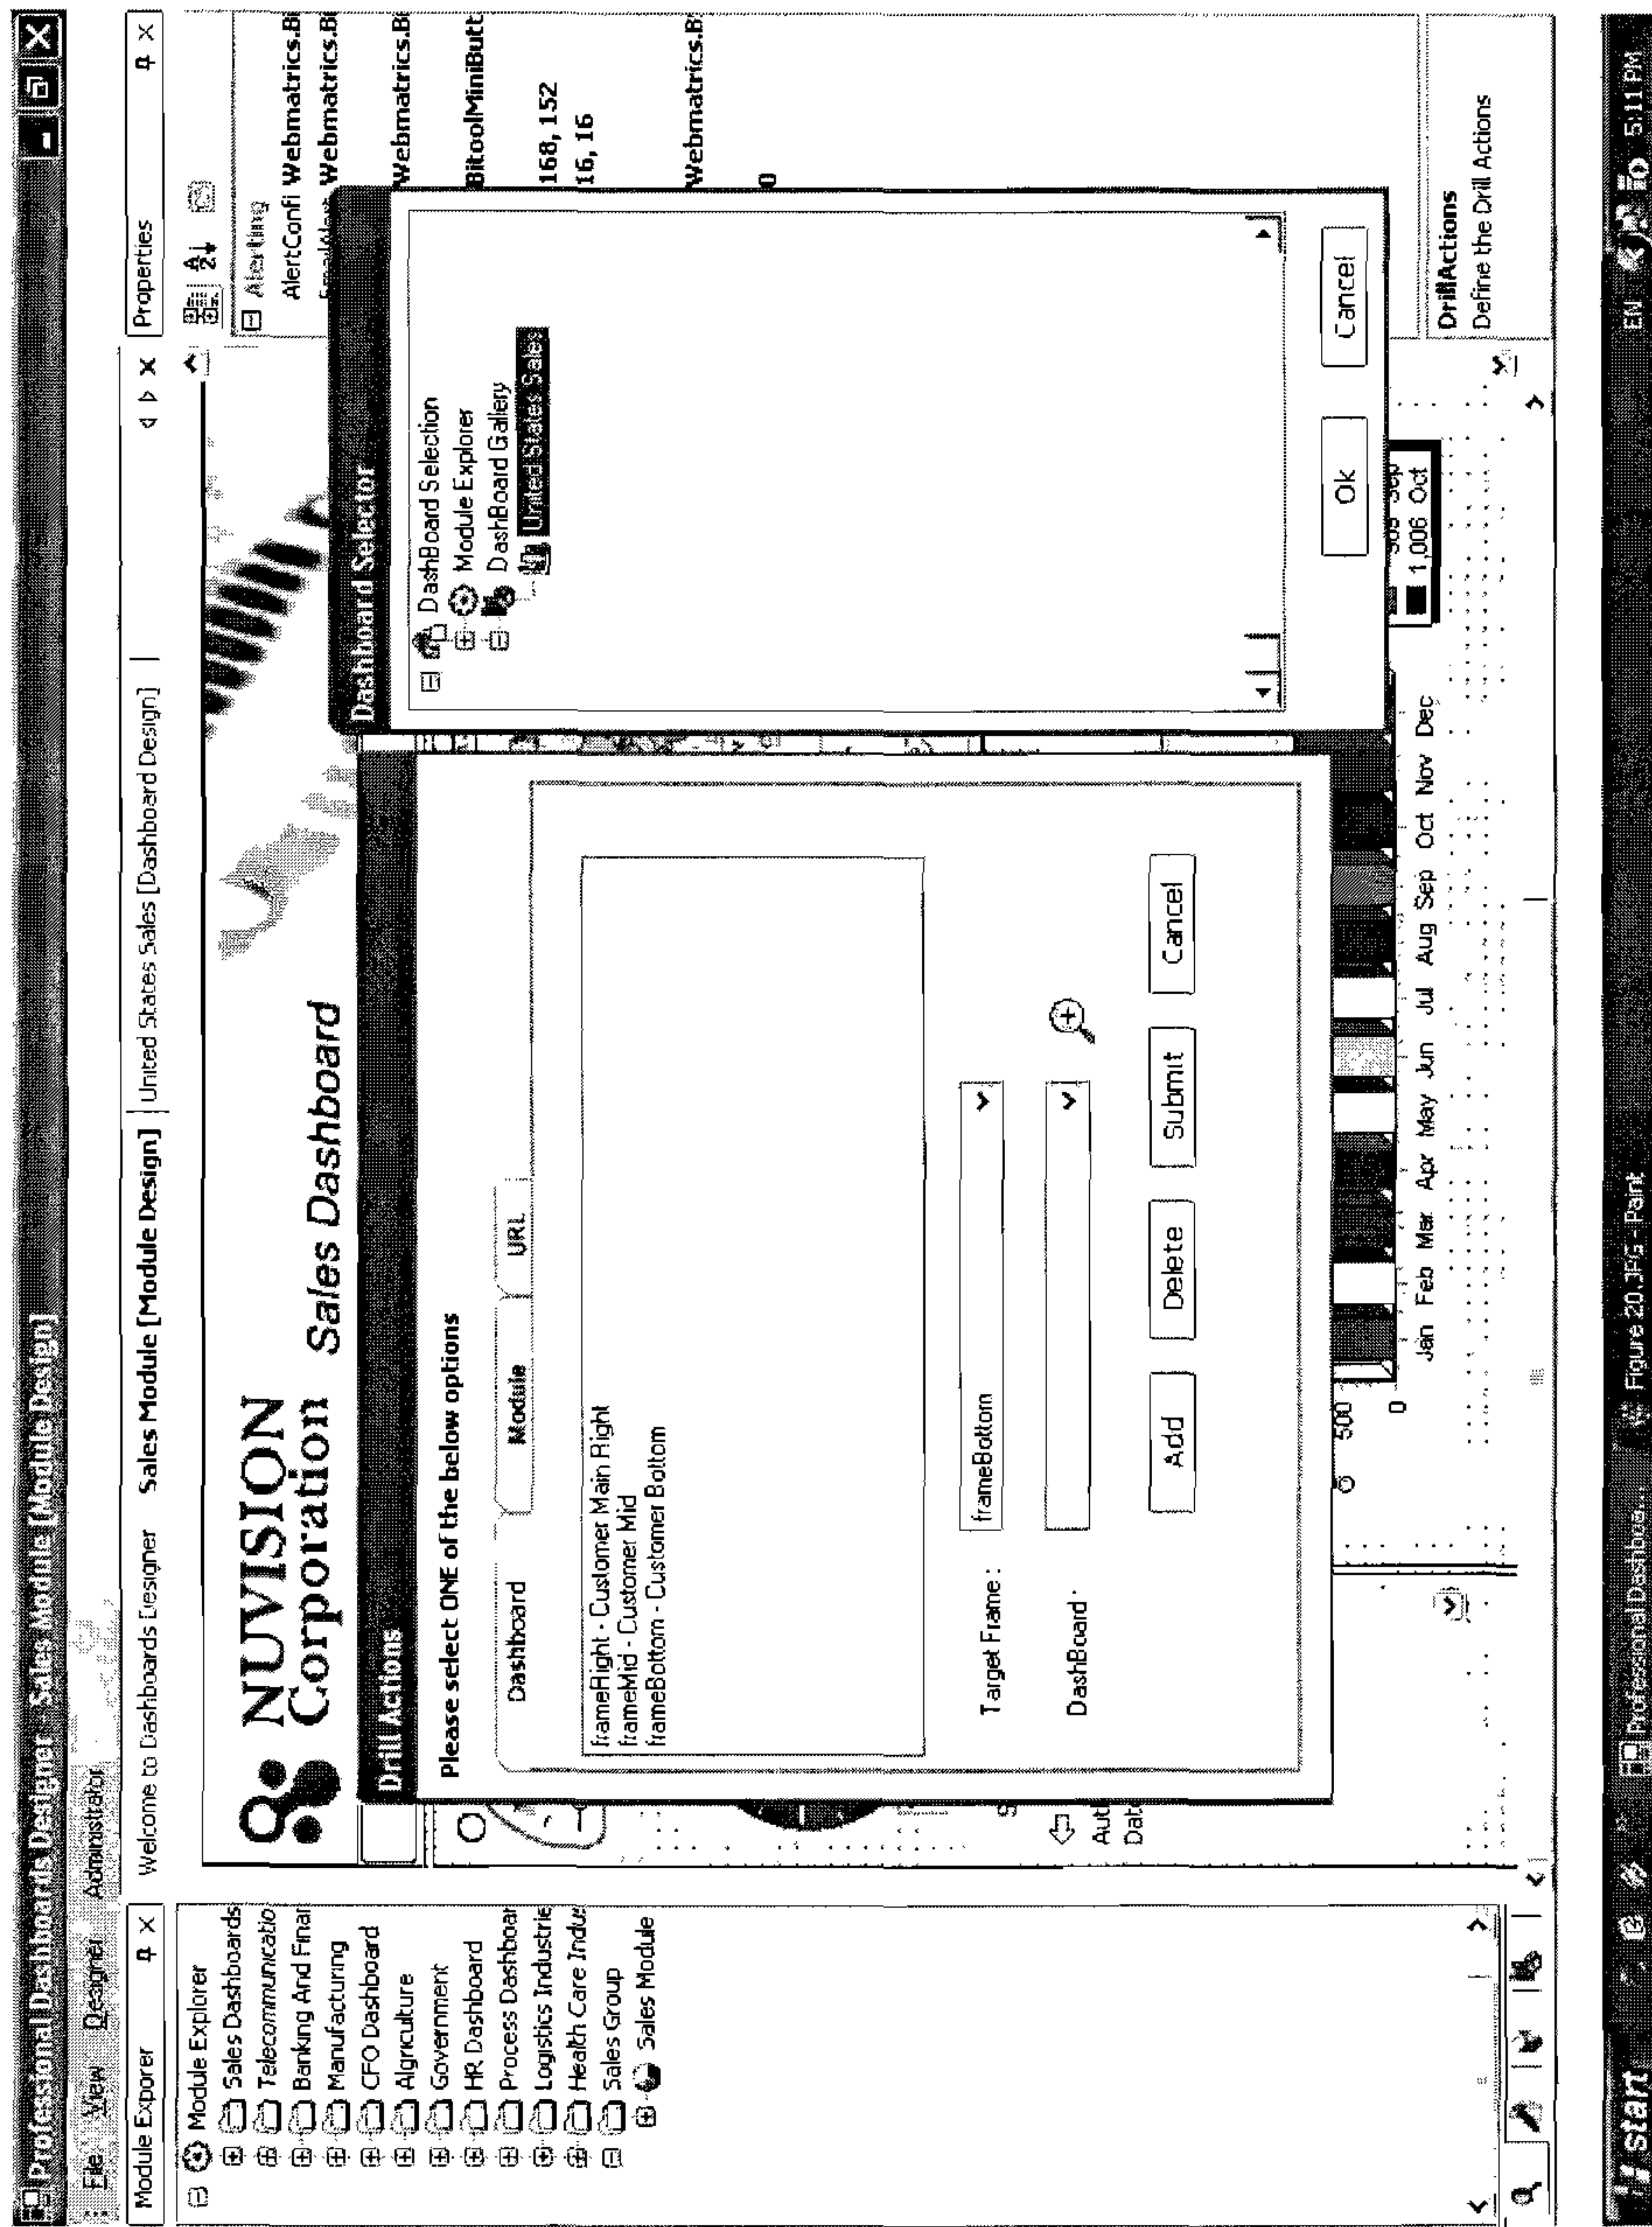 Professional Dashboards Designer - Sales Module [Module Design]
File View Designer Administrator
Module Exporer
Welcome to Dashboards Designer
Sales Module [Module Design]
United States Sales [Dashboard Design]
Properties
Module Explorer
Sales Dashboards
Telecommunicatio
Banking And Finar
Manufacturing
CFO Dashboard
Algriculture
Government
HR Dashboard
Process Dashboar
Logistics Industrie
Health Care Indus
Sales Group
Sales Module
NUVISION
Corporation
Sales Dashboard
Drill Actions
Please select ONE of the below options
Dashboard
Module
URL
frameRight - Customer Main Right
frameMid - Customer Mid
frameBottom - Customer Bottom
Target Frame :
frameBottom
DashBoard :
Add
Delete
Submit
Cancel
Aut
Dat
500
0
Jan Feb Mar Apr May Jun Jul Aug Sep Oct Nov Dec
1,006 Oct
Dashboard Selector
DashBoard Selection
Module Explorer
DashBoard Gallery
United States Sales
Ok
Cancel
Alerting
AlertConfi Webmatrics.B
Webmatrics.B
Webmatrics.B
BitoolMiniButt
168, 152
16, 16
Webmatrics.B
0
DrillActions
Define the Drill Actions
start
Professional Dashboar...
Figure 20.JPG - Paint
EN
5:11 PM